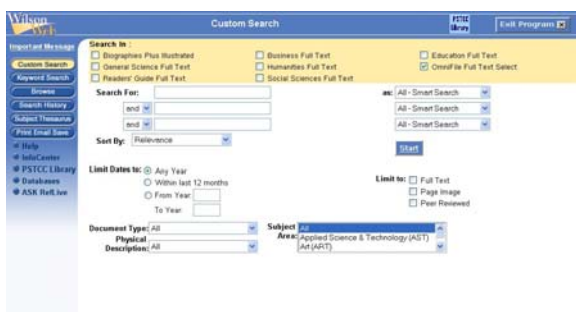 Wilson Web
Custom Search
PSTCC Library
Exit Program
Important Message
Custom Search
Keyword Search
Browse
Search History
Subject Thesaurus
Print Email Save
Help
InfoCenter
PSTCC Library
Databases
ASK RefLive
Search In :
Biographies Plus Illustrated
Business Full Text
Education Full Text
General Science Full Text
Humanities Full Text
OmniFile Full Text Select
Readers' Guide Full Text
Social Sciences Full Text
Search For:
as: All - Smart Search
and
All - Smart Search
and
All - Smart Search
Sort By: Relevance
Start
Limit Dates to: Any Year
Within last 12 months
From Year:
To Year:
Limit to: Full Text
Page Image
Peer Reviewed
Document Type: All
Physical Description: All
Subject Area: All
Applied Science & Technology (AST)
Art (ART)